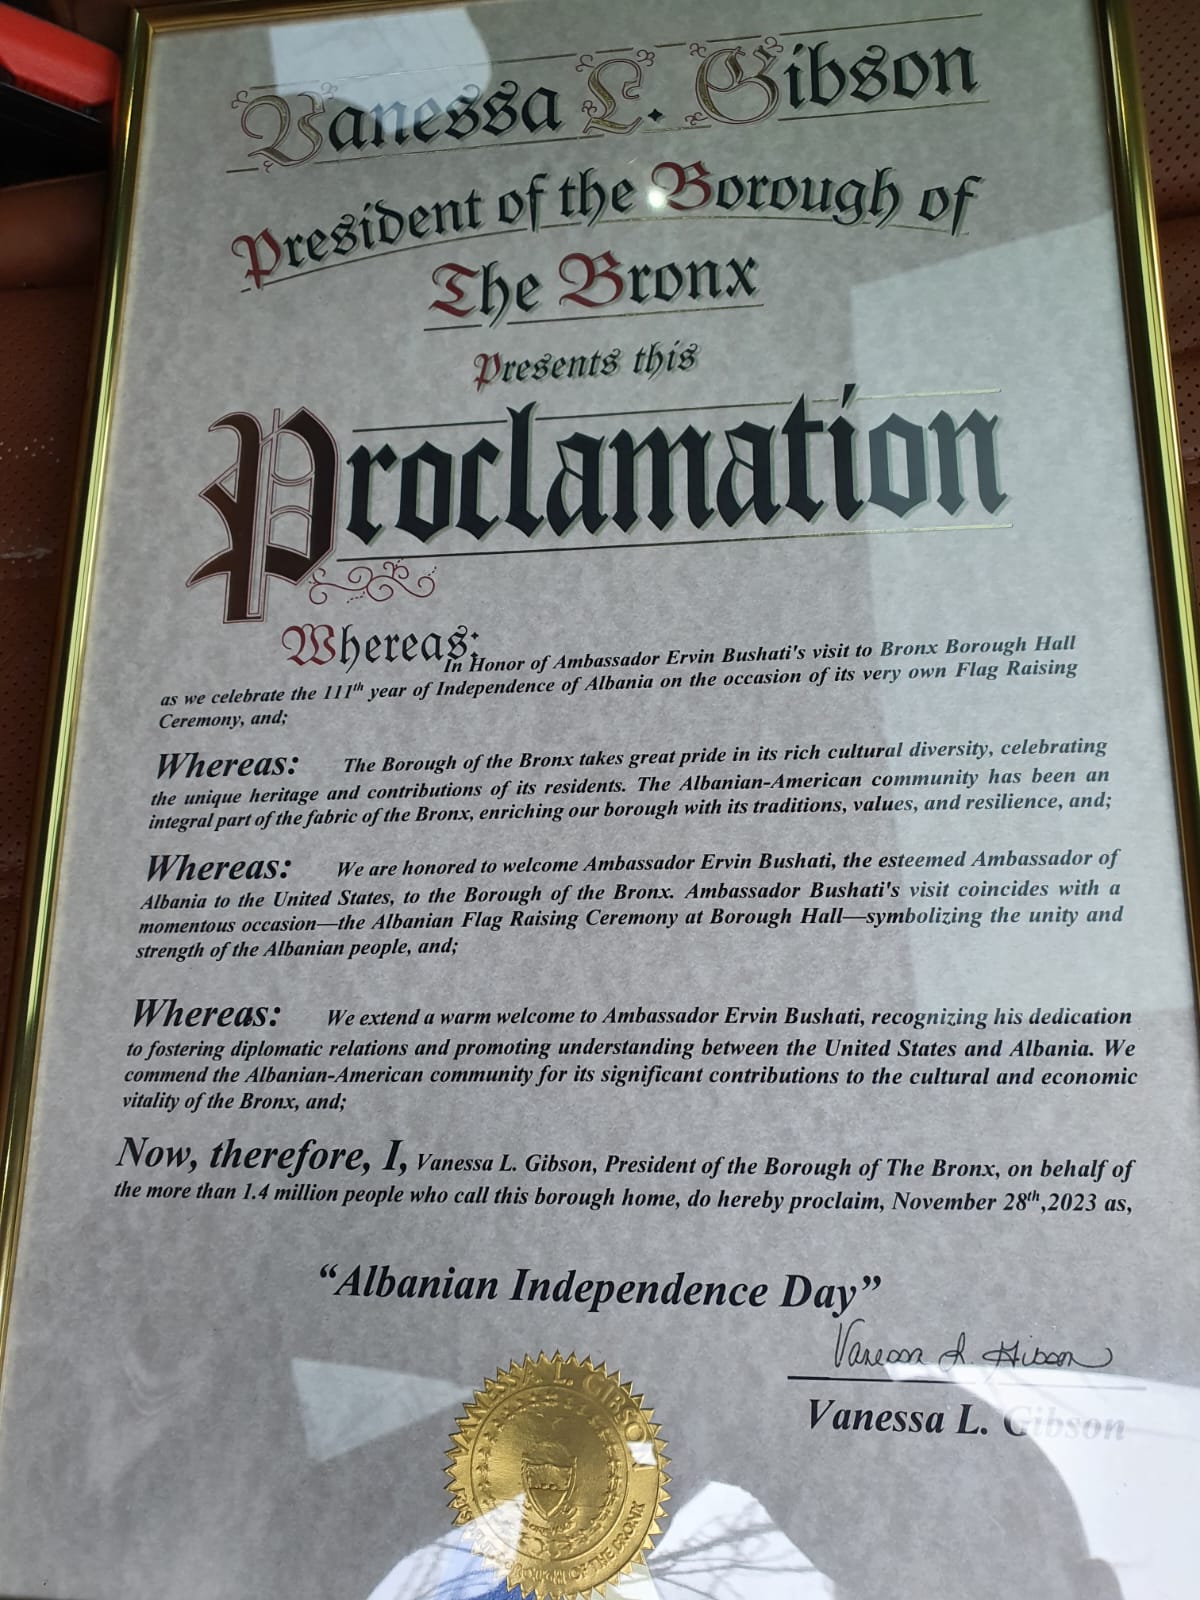 Vanessa L. Gibson
President of the Borough of
The Bronx
Presents this
Proclamation
Whereas:
In Honor of Ambassador Ervin Bushati's visit to Bronx Borough Hall
as we celebrate the 111th year of Independence of Albania on the occasion of its very own Flag Raising
Ceremony, and;
Whereas: The Borough of the Bronx takes great pride in its rich cultural diversity, celebrating
the unique heritage and contributions of its residents. The Albanian-American community has been an
integral part of the fabric of the Bronx, enriching our borough with its traditions, values, and resilience, and;
Whereas: We are honored to welcome Ambassador Ervin Bushati, the esteemed Ambassador of
Albania to the United States, to the Borough of the Bronx. Ambassador Bushati's visit coincides with a
momentous occasion—the Albanian Flag Raising Ceremony at Borough Hall—symbolizing the unity and
strength of the Albanian people, and;
Whereas: We extend a warm welcome to Ambassador Ervin Bushati, recognizing his dedication
to fostering diplomatic relations and promoting understanding between the United States and Albania. We
commend the Albanian-American community for its significant contributions to the cultural and economic
vitality of the Bronx, and;
Now, therefore, I, Vanessa L. Gibson, President of the Borough of The Bronx, on behalf of
the more than 1.4 million people who call this borough home, do hereby proclaim, November 28th,2023 as,
“Albanian Independence Day”
Vanessa L. Gibson
Vanessa L. Gibson
VANESSA L. GIBSON
BOROUGH OF THE BRONX